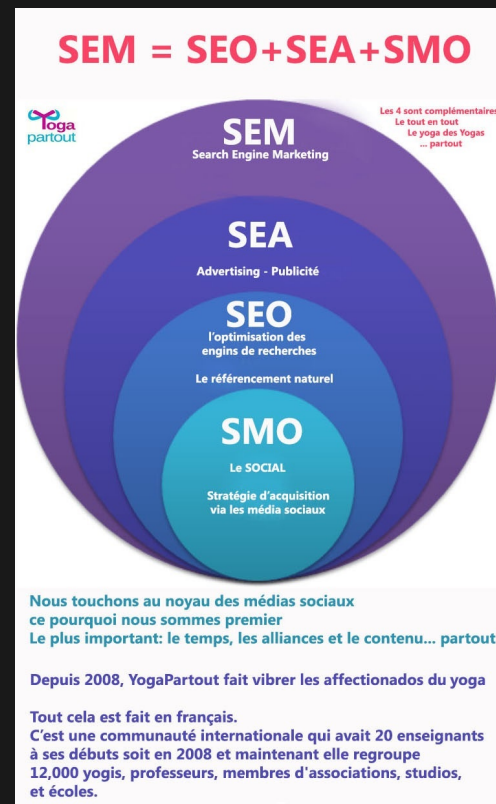 SEM = SEO+SEA+SMO
Yoga
partout
Les 4 sont complémentaires
Le tout en tout
Le yoga des Yogas
... partout
SEM
Search Engine Marketing
SEA
Advertising - Publicité
SEO
l'optimisation des
engins de recherches
Le référencement naturel
SMO
Le SOCIAL
Stratégie d'acquisition
via les média sociaux
Nous touchons au noyau des médias sociaux
ce pourquoi nous sommes premier
Le plus important: le temps, les alliances et le contenu... partout
Depuis 2008, YogaPartout fait vibrer les affectionados du yoga
Tout cela est fait en français.
C'est une communauté internationale qui avait 20 enseignants
à ses débuts soit en 2008 et maintenant elle regroupe
12,000 yogis, professeurs, membres d'associations, studios,
et écoles.